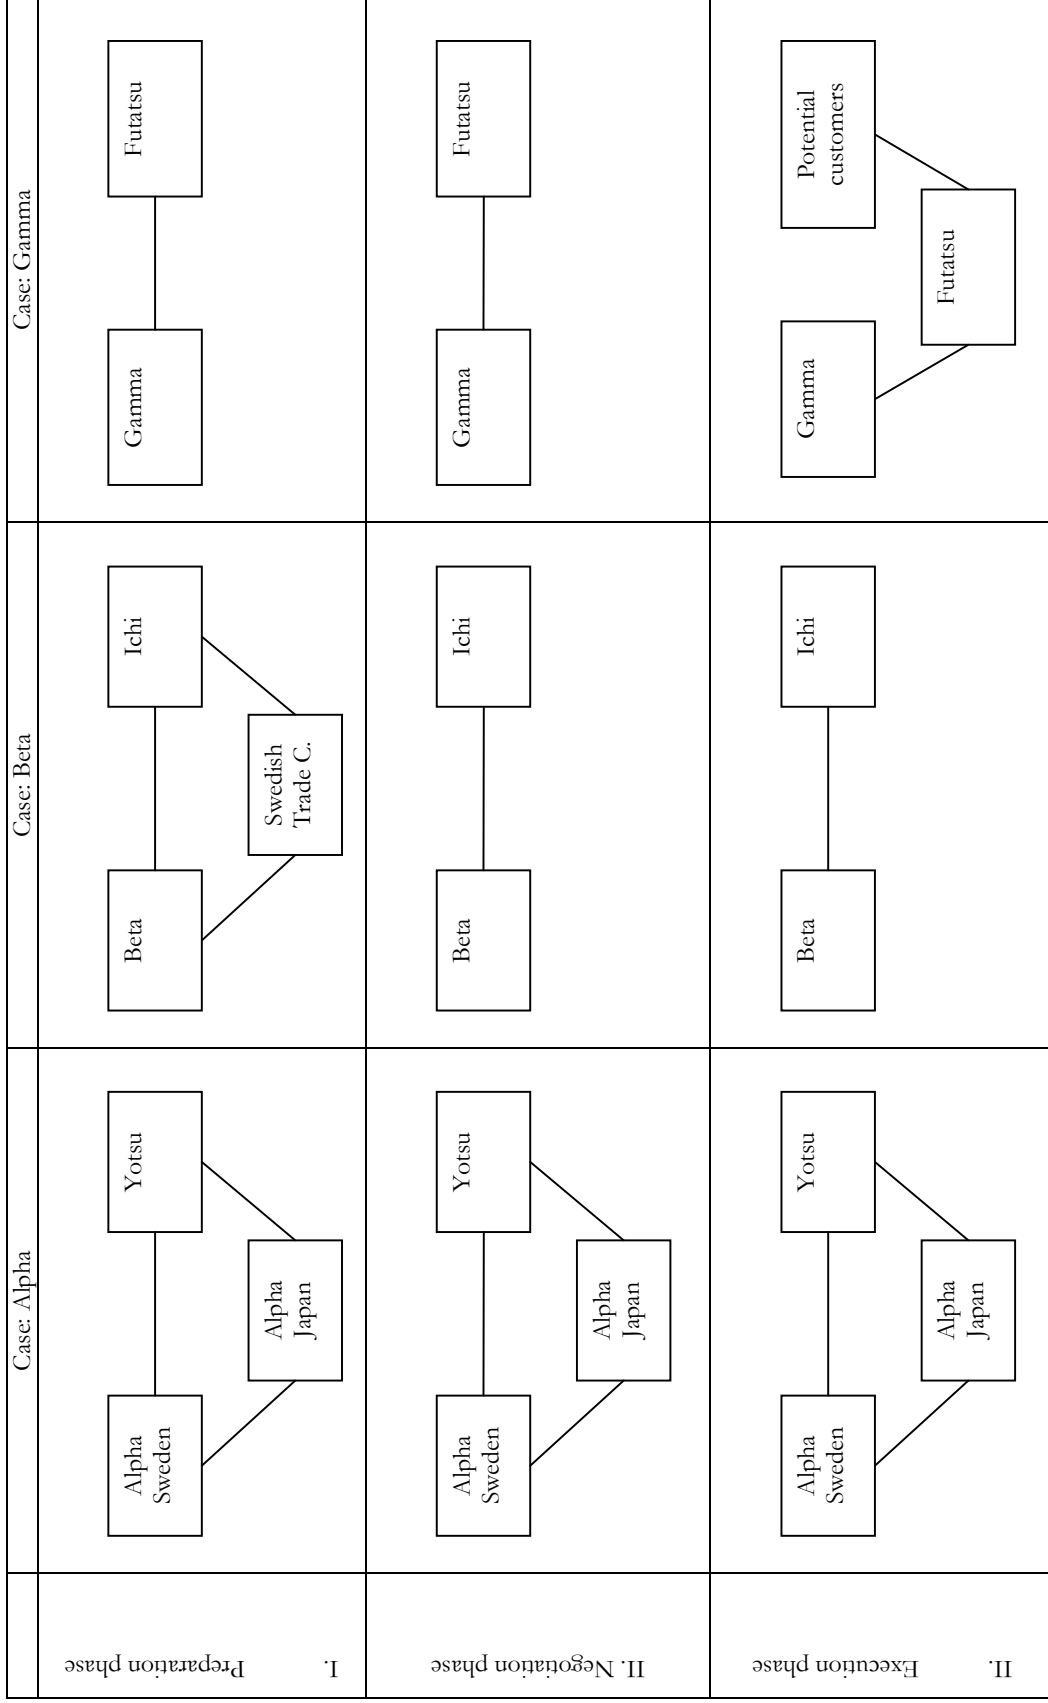 Case: Alpha
Case: Beta
Case: Gamma
I. Preparation phase
Alpha
Sweden
Yotsu
Alpha
Japan
Beta
Ichi
Swedish
Trade C.
Gamma
Futatsu
II. Negotiation phase
Alpha
Sweden
Yotsu
Alpha
Japan
Beta
Ichi
Gamma
Futatsu
II. Execution phase
Alpha
Sweden
Yotsu
Alpha
Japan
Beta
Ichi
Gamma
Potential
customers
Futatsu